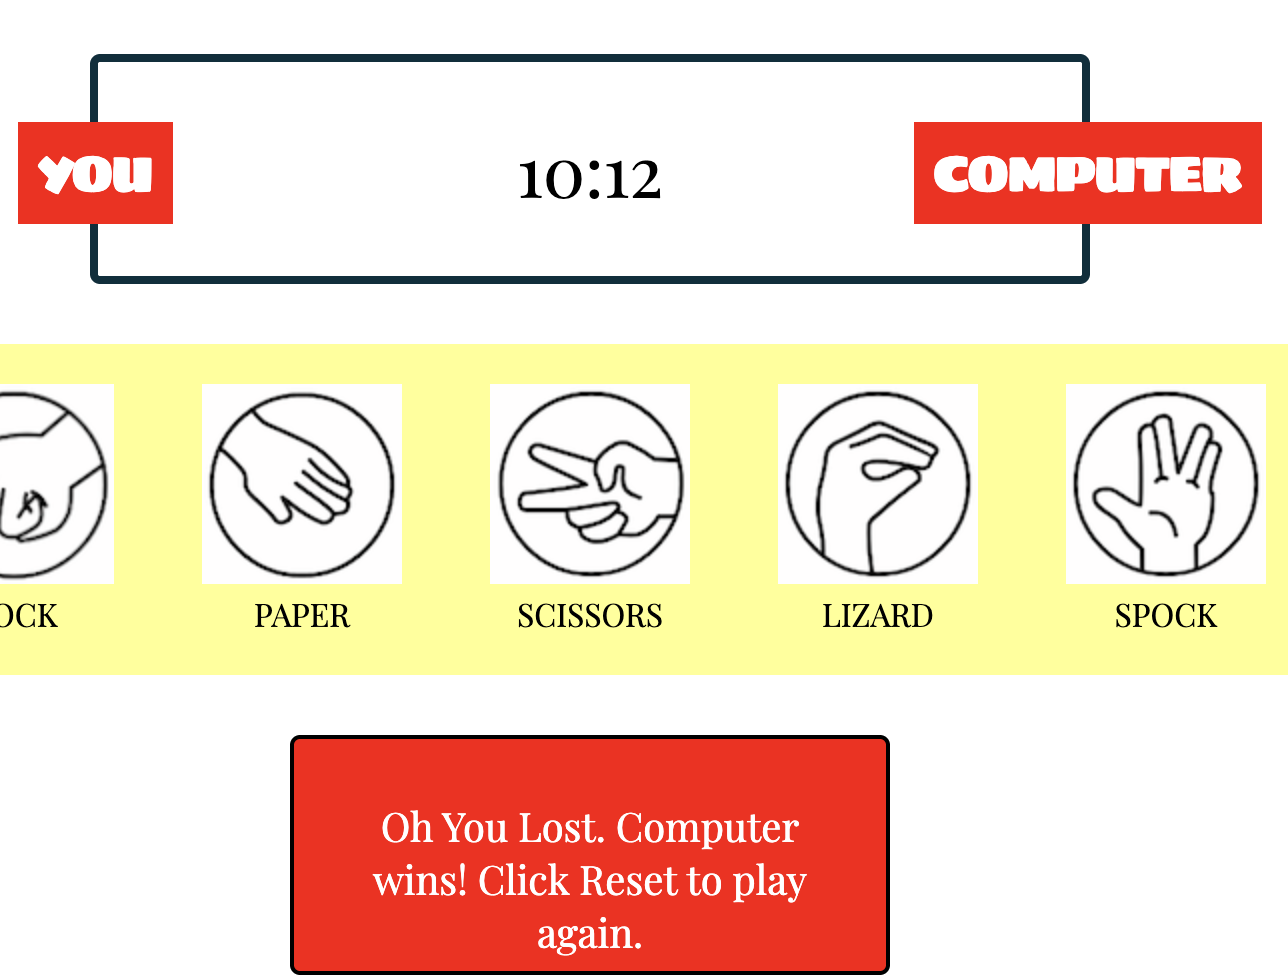 YOU
10:12
COMPUTER
OCK
PAPER
SCISSORS
LIZARD
SPOCK
Oh You Lost. Computer
wins! Click Reset to play
again.